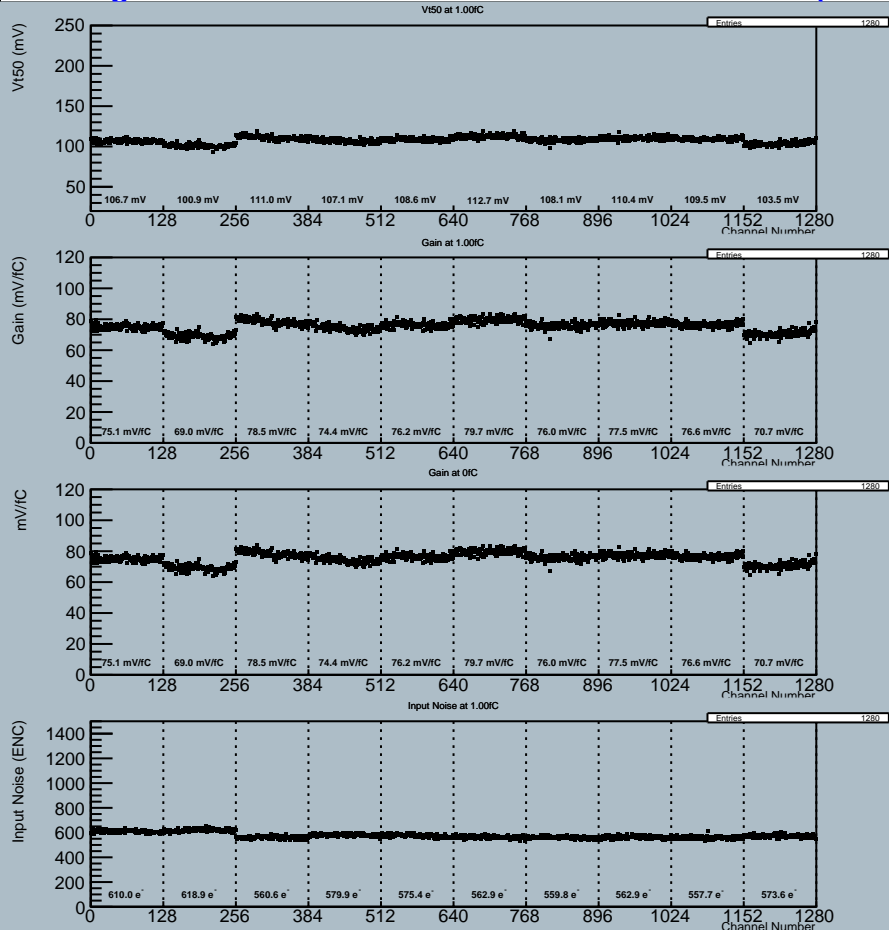 Vt50 at 1.00fC
Entries 1280
Vt50 (mV)
250
200
150
100
50
106.7 mV 100.9 mV 111.0 mV 107.1 mV 108.6 mV 112.7 mV 108.1 mV 110.4 mV 109.5 mV 103.5 mV
0 128 256 384 512 640 768 896 1024 1152 1280
Channel Number
Gain at 1.00fC
Entries 1280
Gain (mV/fC)
120
100
80
60
40
20
0
75.1 mV/fC 69.0 mV/fC 78.5 mV/fC 74.4 mV/fC 76.2 mV/fC 79.7 mV/fC 76.0 mV/fC 77.5 mV/fC 76.6 mV/fC 70.7 mV/fC
0 128 256 384 512 640 768 896 1024 1152 1280
Channel Number
Gain at 0fC
Entries 1280
mV/fC
120
100
80
60
40
20
0
75.1 mV/fC 69.0 mV/fC 78.5 mV/fC 74.4 mV/fC 76.2 mV/fC 79.7 mV/fC 76.0 mV/fC 77.5 mV/fC 76.6 mV/fC 70.7 mV/fC
0 128 256 384 512 640 768 896 1024 1152 1280
Channel Number
Input Noise at 1.00fC
Entries 1280
Input Noise (ENC)
1400
1200
1000
800
600
400
200
0
610.0 e⁻ 618.9 e⁻ 560.6 e⁻ 579.9 e⁻ 575.4 e⁻ 562.9 e⁻ 559.8 e⁻ 562.9 e⁻ 557.7 e⁻ 573.6 e⁻
0 128 256 384 512 640 768 896 1024 1152 1280
Channel Number